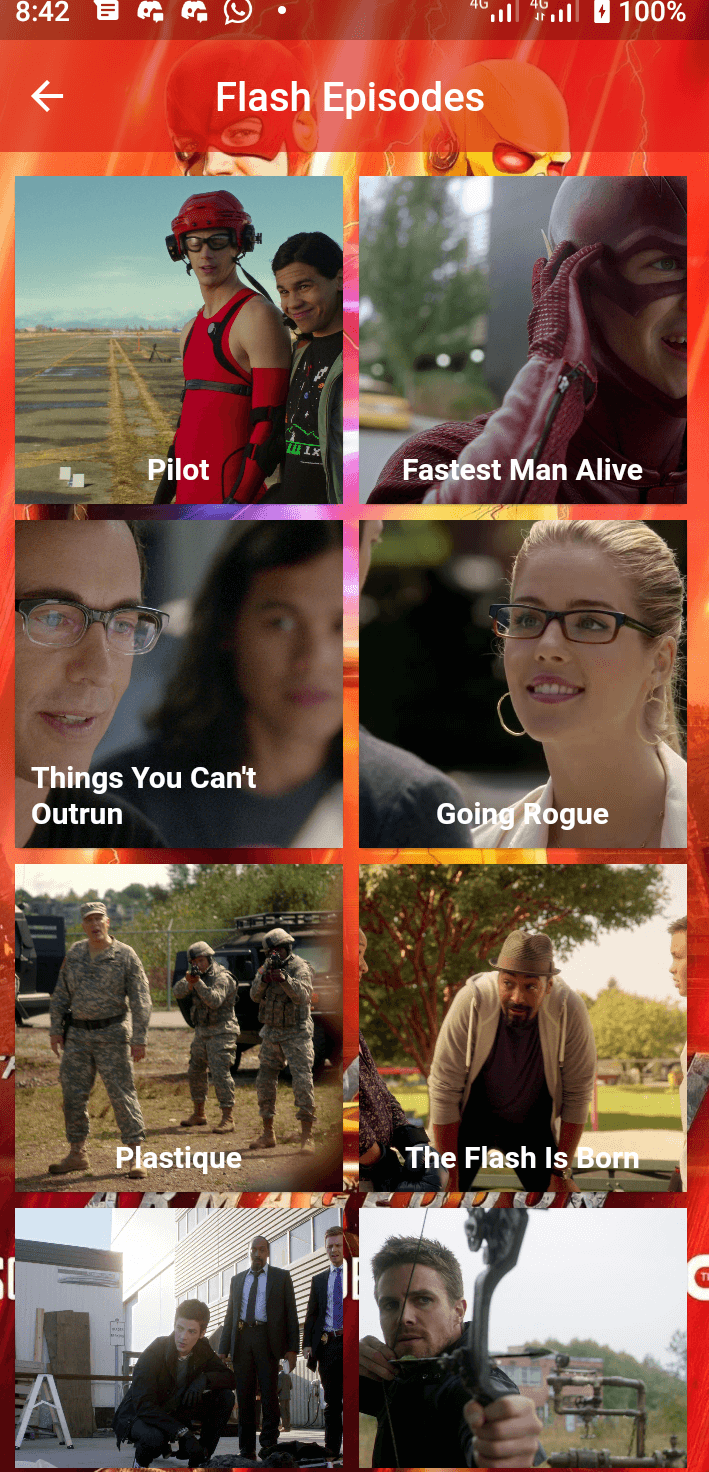 8:42
4G
4G
100%
Flash Episodes
Pilot
Fastest Man Alive
Things You Can't
Outrun
Going Rogue
Plastique
The Flash Is Born